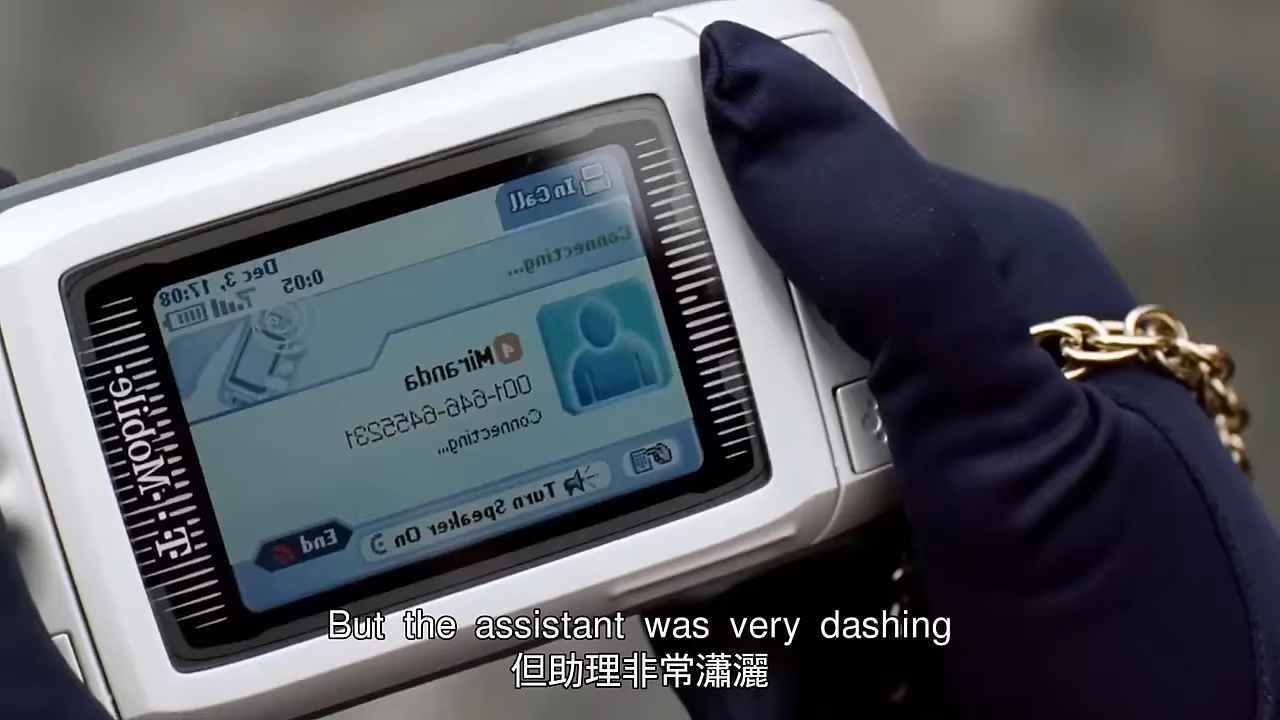 In Call
Connecting...
Dec 3, 17:08
0:05
4 Miranda
001-646-6455231
Connecting...
Turn Speaker On
End
T··Mobile·
But the assistant was very dashing
但助理非常瀟灑